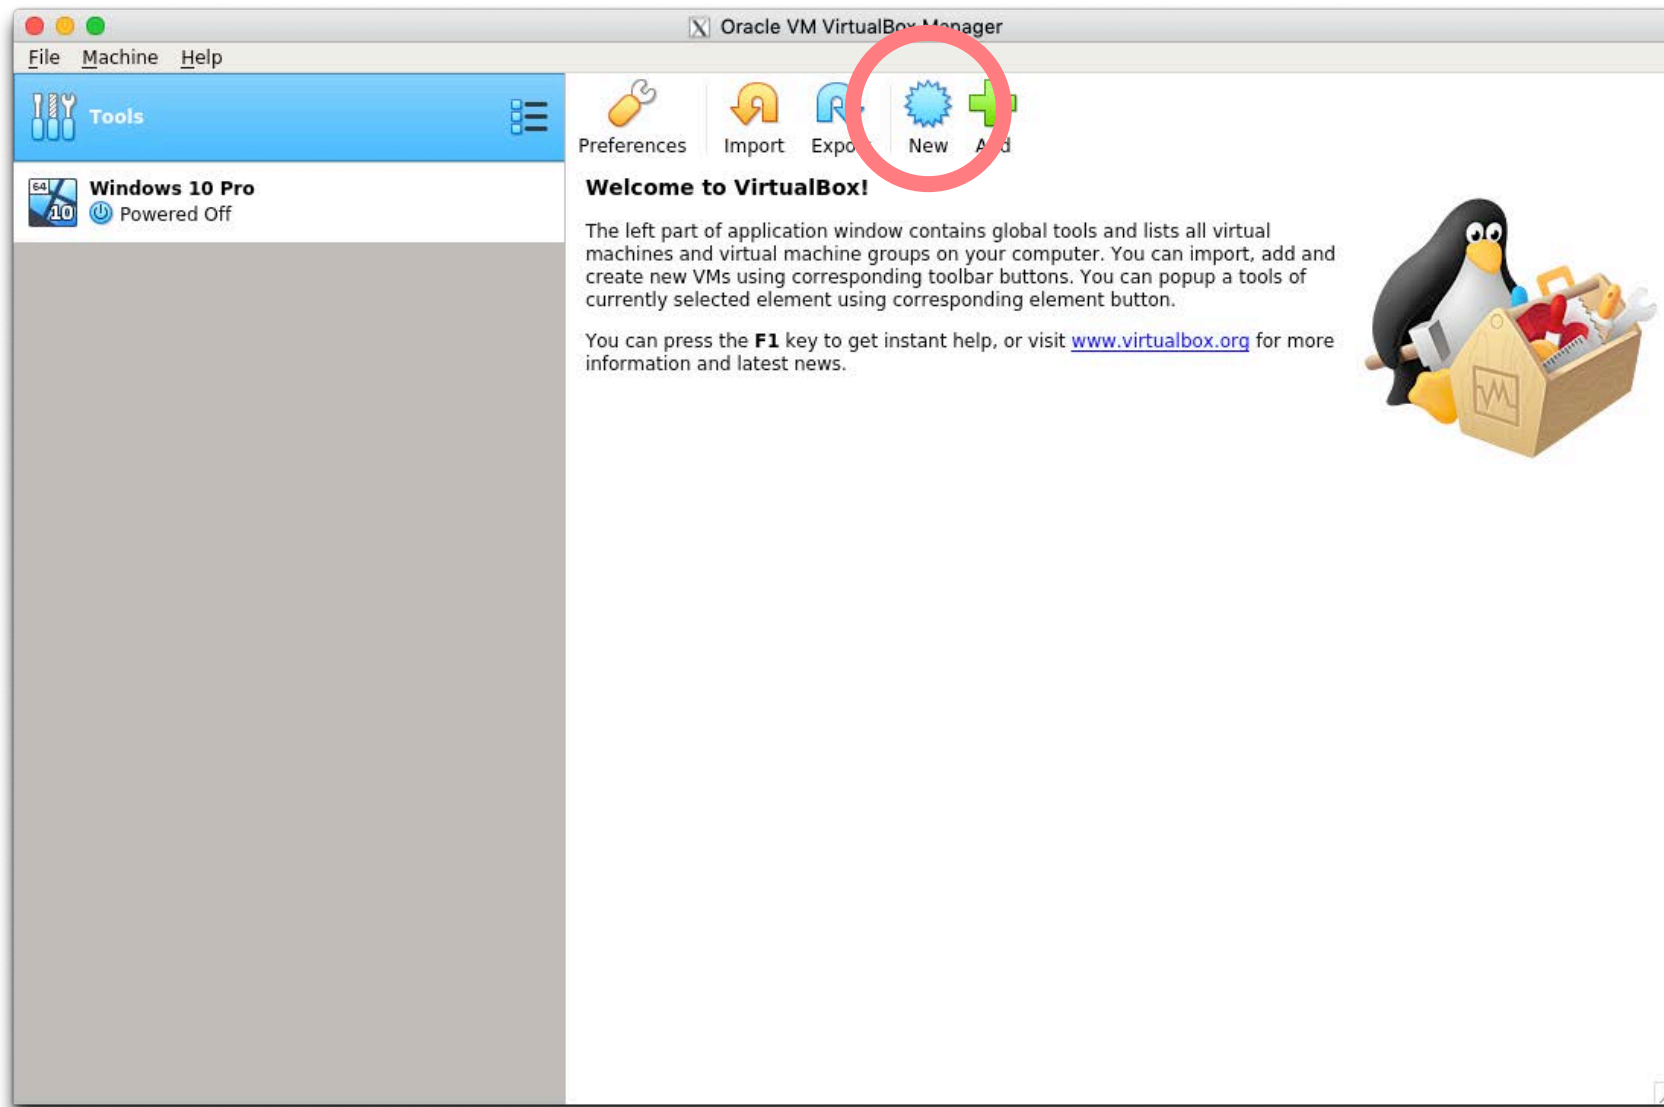 Oracle VM VirtualBox Manager
File Machine Help
Tools
Preferences Import Export New Add
64
10
Windows 10 Pro
Powered Off
Welcome to VirtualBox!
The left part of application window contains global tools and lists all virtual
machines and virtual machine groups on your computer. You can import, add and
create new VMs using corresponding toolbar buttons. You can popup a tools of
currently selected element using corresponding element button.
You can press the F1 key to get instant help, or visit www.virtualbox.org for more
information and latest news.